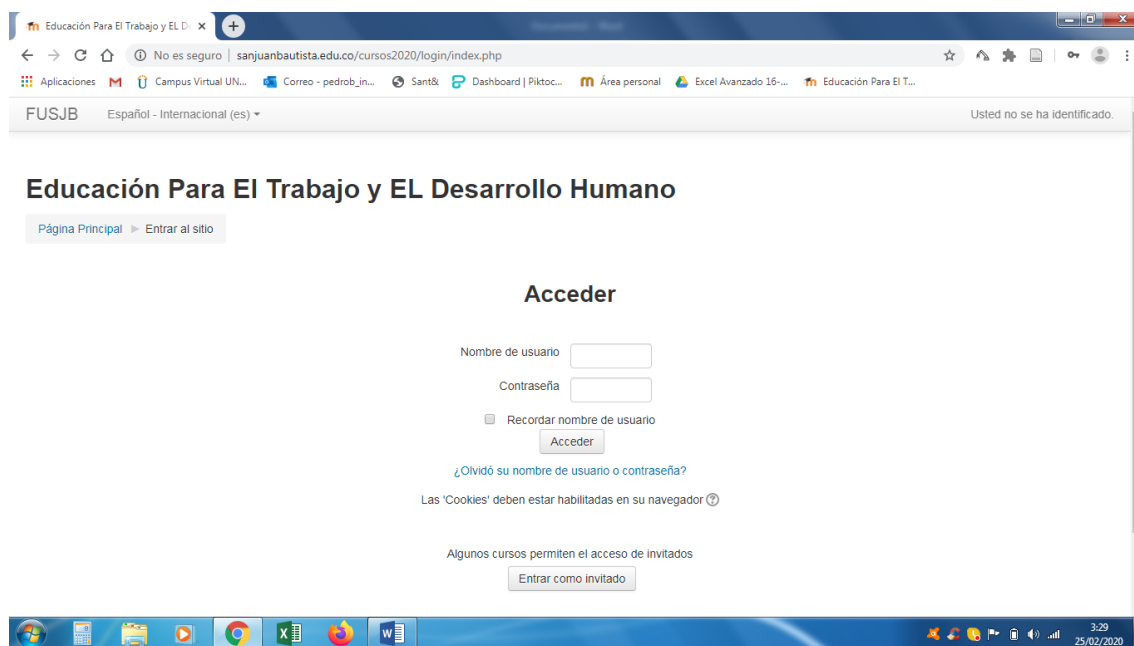 Educación Para El Trabajo y EL D
No es seguro | sanjuanbautista.edu.co/cursos2020/login/index.php
Aplicaciones Campus Virtual UN... Correo - pedrob_in... Sant& Dashboard | Piktoc... Área personal Excel Avanzado 16-... Educación Para El T...
FUSJB Español - Internacional (es) Usted no se ha identificado.
Educación Para El Trabajo y EL Desarrollo Humano
Página Principal ▶ Entrar al sitio
Acceder
Nombre de usuario
Contraseña
Recordar nombre de usuario
Acceder
¿Olvidó su nombre de usuario o contraseña?
Las 'Cookies' deben estar habilitadas en su navegador
Algunos cursos permiten el acceso de invitados
Entrar como invitado
3:29
25/02/2020